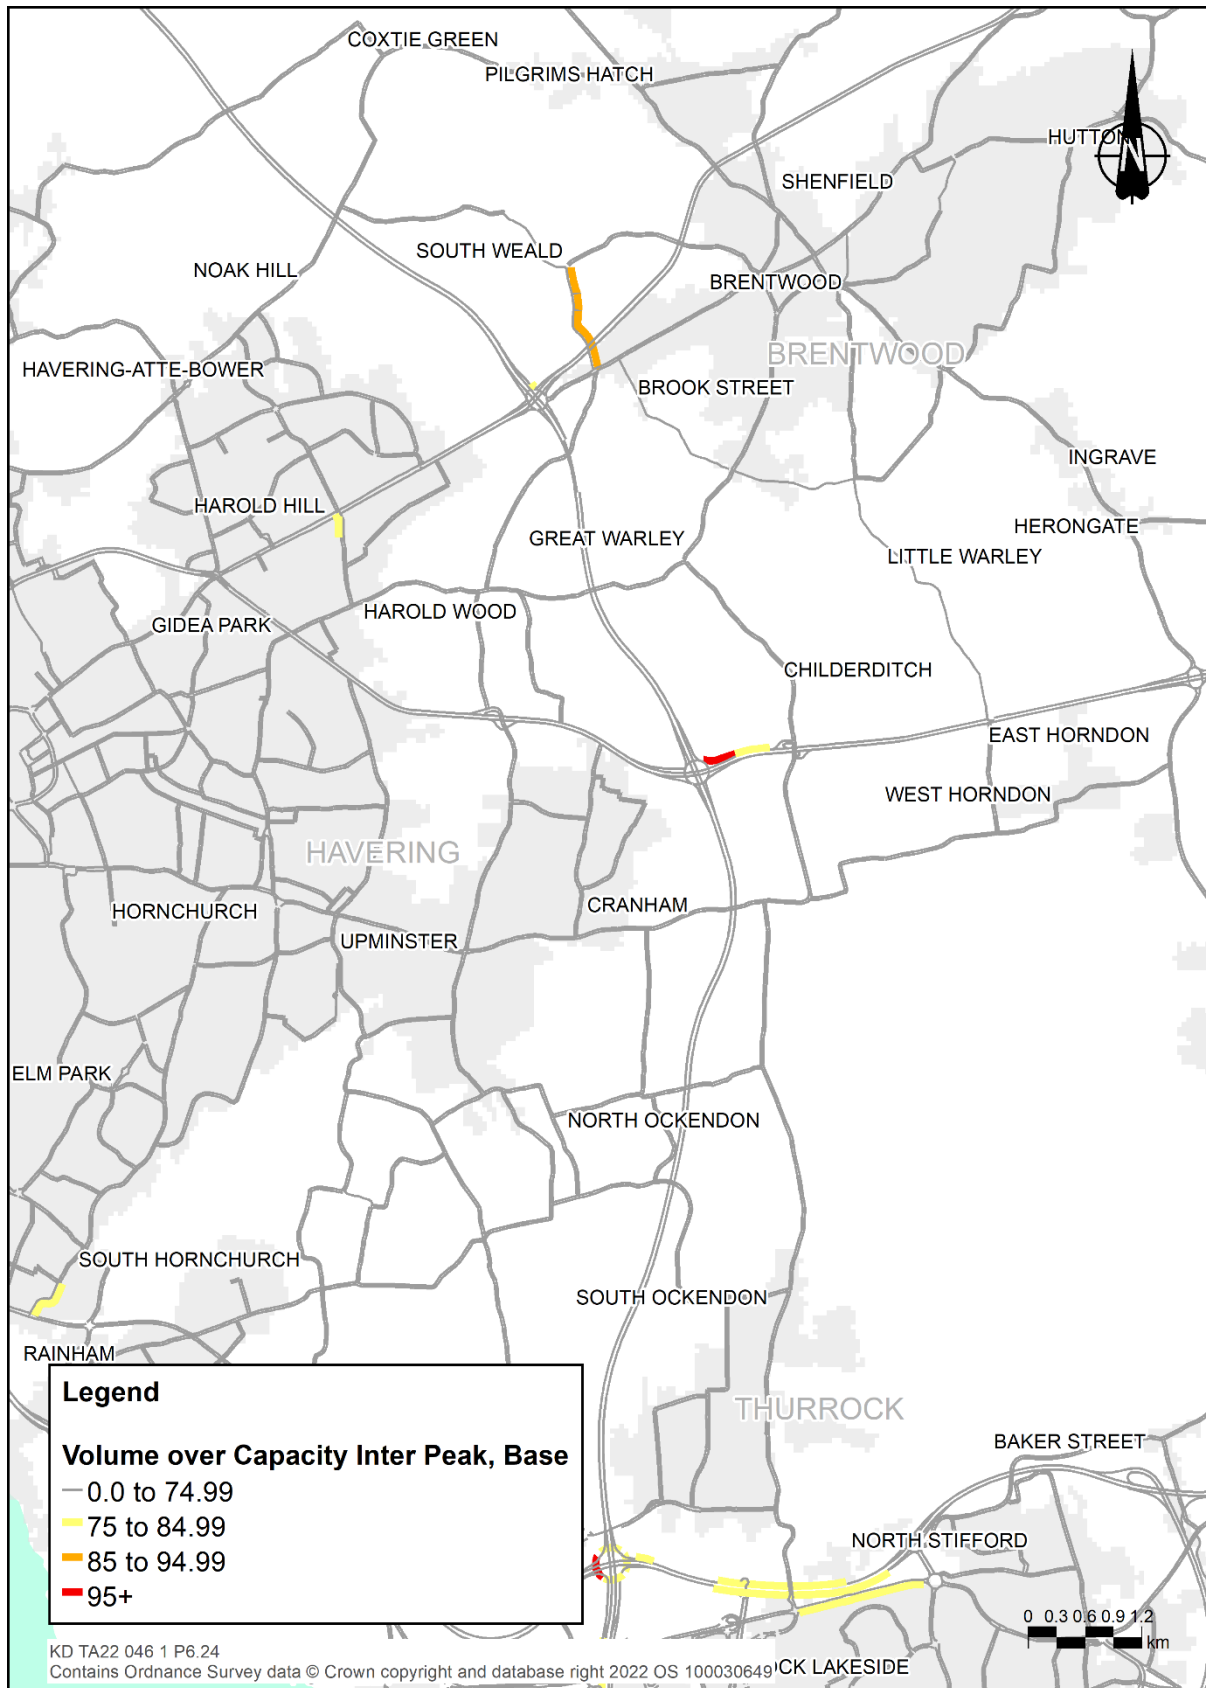 COXTIE GREEN
PILGRIMS HATCH
HUTTON
N
SHENFIELD
SOUTH WEALD
NOAK HILL
BRENTWOOD
BRENTWOOD
HAVERING-ATTE-BOWER
BROOK STREET
INGRAVE
HAROLD HILL
HERONGATE
GREAT WARLEY
LITTLE WARLEY
HAROLD WOOD
GIDEA PARK
CHILDERDITCH
EAST HORNDON
WEST HORNDON
HAVERING
CRANHAM
HORNCHURCH
UPMINSTER
ELM PARK
NORTH OCKENDON
SOUTH HORNCHURCH
SOUTH OCKENDON
RAINHAM
THURROCK
BAKER STREET
NORTH STIFFORD
OCK LAKESIDE
Legend
Volume over Capacity Inter Peak, Base
0.0 to 74.99
75 to 84.99
85 to 94.99
95+
0 0.3 0.6 0.9 1.2
km
KD TA22 046 1 P6.24
Contains Ordnance Survey data © Crown copyright and database right 2022 OS 100030649